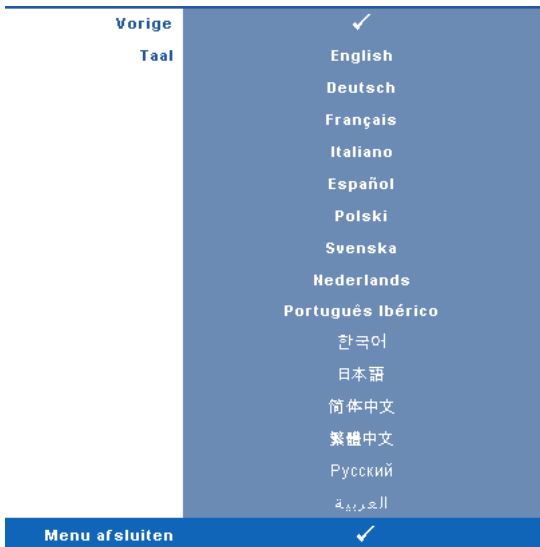 Vorige ✓
Taal English
Deutsch
Français
Italiano
Español
Polski
Svenska
Nederlands
Português Ibérico
한국어
日本語
简体中文
繁體中文
Русский
العربية
Menu afsluiten ✓